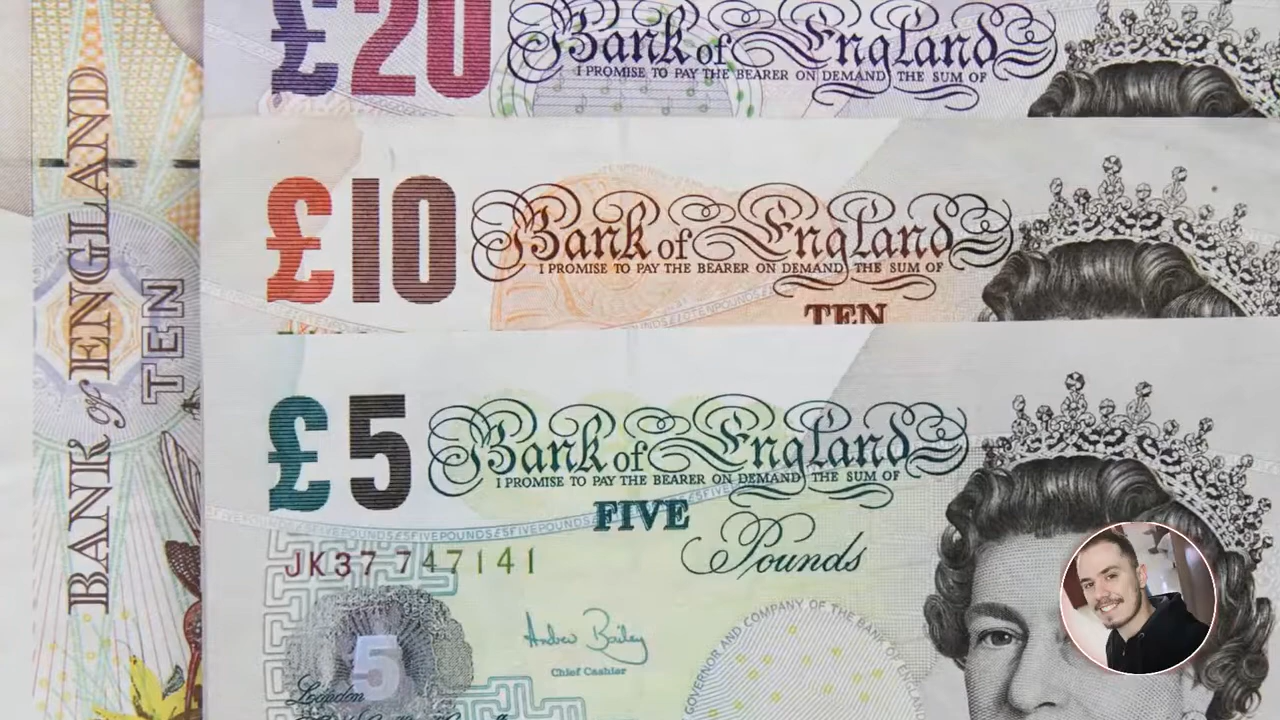 £20
Bank of England
I PROMISE TO PAY THE BEARER ON DEMAND THE SUM OF
£10
Bank of England
I PROMISE TO PAY THE BEARER ON DEMAND THE SUM OF
TEN
BANK of ENGLAND
TEN
£5
Bank of England
I PROMISE TO PAY THE BEARER ON DEMAND THE SUM OF
FIVE
Pounds
JK37 747141
Andrew Bailey
Chief Cashier
5
London
GOVERNOR AND COMPANY OF THE BANK OF ENGLAND